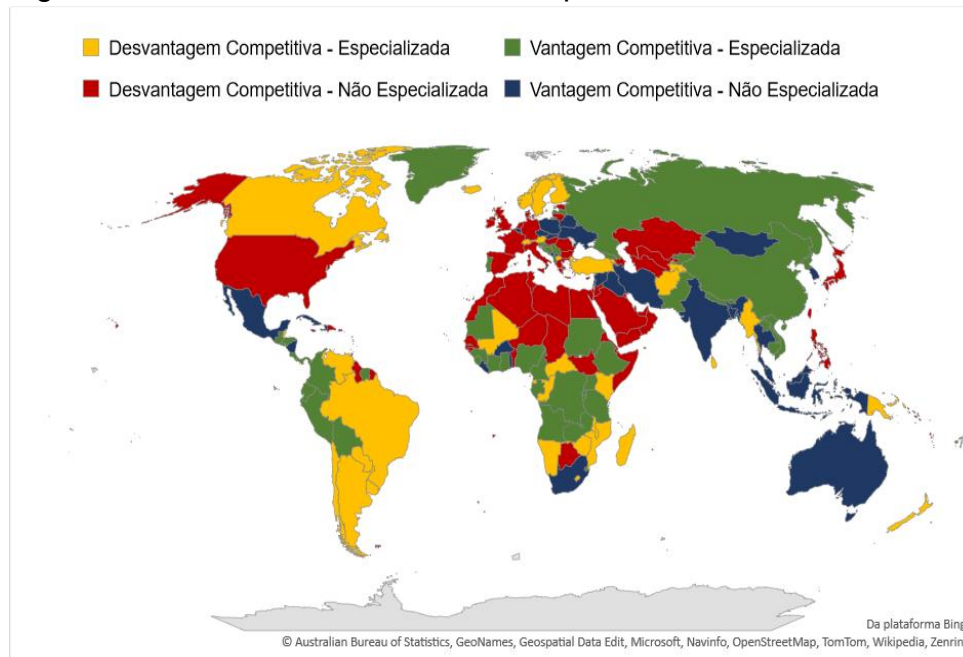 Desvantagem Competitiva - Especializada
Vantagem Competitiva - Especializada
Desvantagem Competitiva - Não Especializada
Vantagem Competitiva - Não Especializada
Da plataforma Bing
© Australian Bureau of Statistics, GeoNames, Geospatial Data Edit, Microsoft, Navinfo, OpenStreetMap, TomTom, Wikipedia, Zenrin